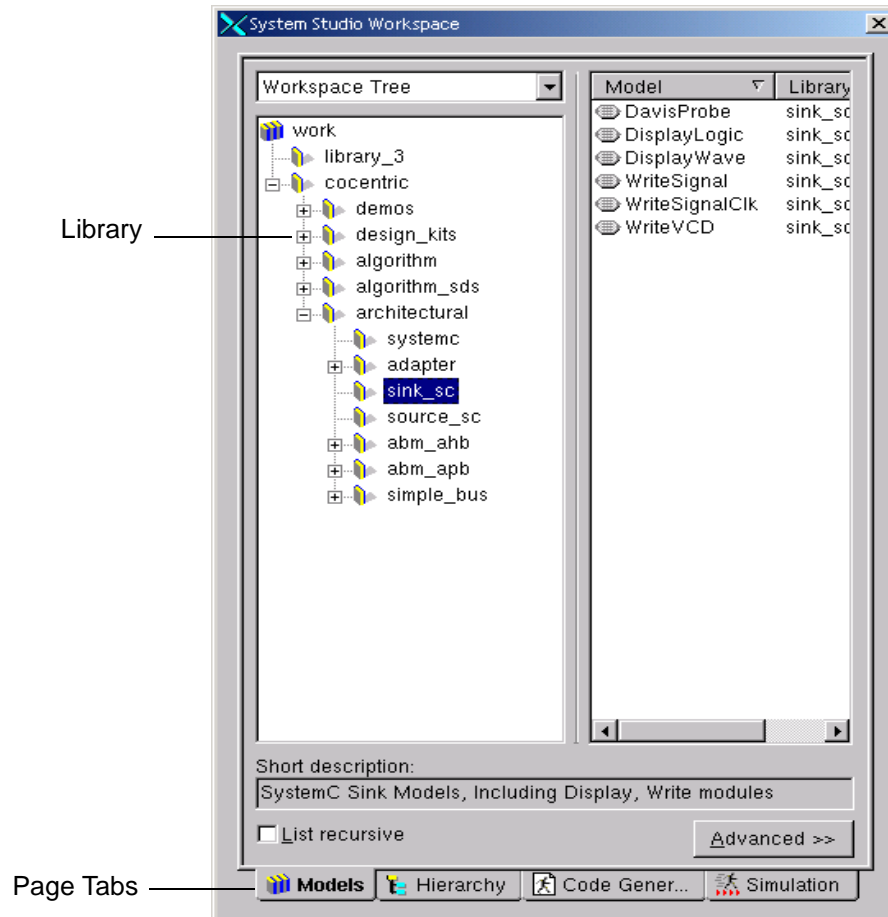 System Studio Workspace
Workspace Tree
work
library_3
cocentric
demos
design_kits
algorithm
algorithm_sds
architectural
systemc
adapter
sink_sc
source_sc
abm_ahb
abm_apb
simple_bus
Library
Model Library
DavisProbe sink_sc
DisplayLogic sink_sc
DisplayWave sink_sc
WriteSignal sink_sc
WriteSignalClk sink_sc
WriteVCD sink_sc
Short description:
SystemC Sink Models, Including Display, Write modules
List recursive
Advanced >>
Page Tabs
Models Hierarchy Code Gener... Simulation